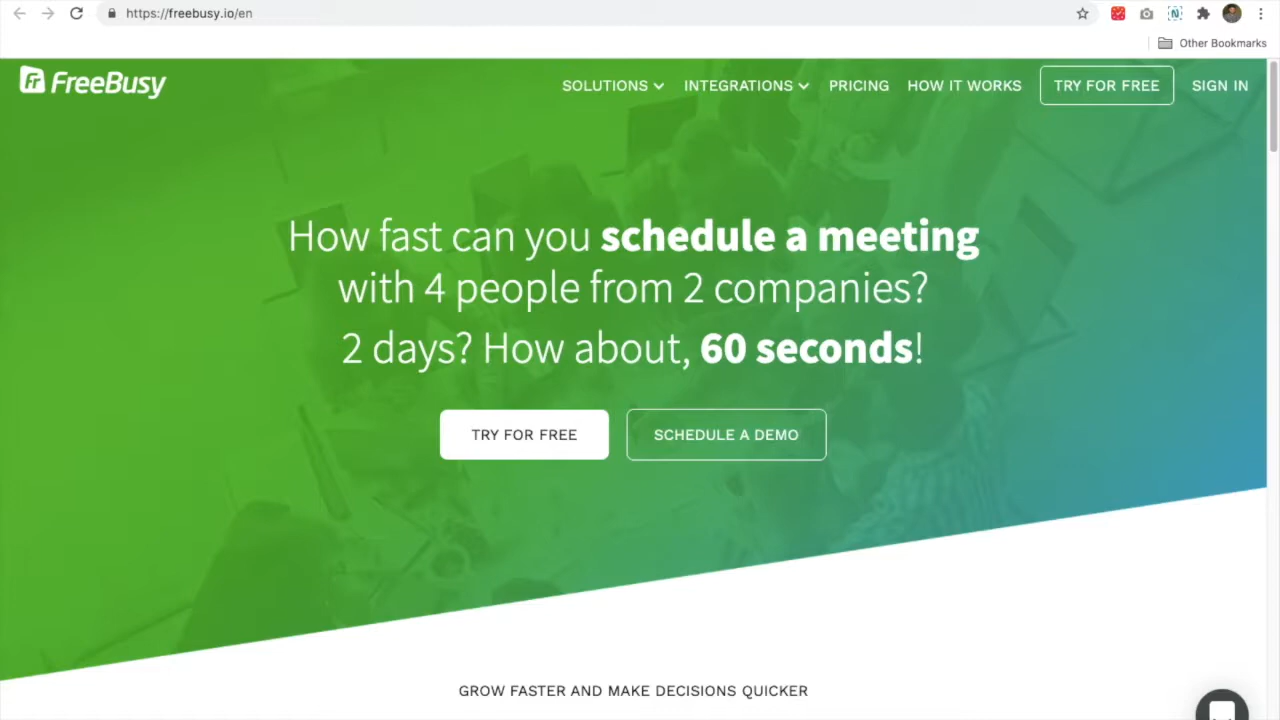 https://freebusy.io/en
Other Bookmarks
Fr FreeBusy
SOLUTIONS
INTEGRATIONS
PRICING
HOW IT WORKS
TRY FOR FREE
SIGN IN
How fast can you schedule a meeting
with 4 people from 2 companies?
2 days? How about, 60 seconds!
TRY FOR FREE
SCHEDULE A DEMO
GROW FASTER AND MAKE DECISIONS QUICKER